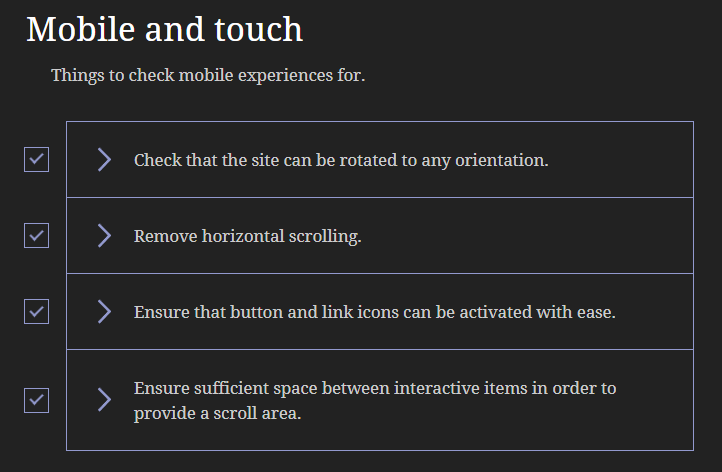 Mobile and touch
Things to check mobile experiences for.
Check that the site can be rotated to any orientation.
Remove horizontal scrolling.
Ensure that button and link icons can be activated with ease.
Ensure sufficient space between interactive items in order to
provide a scroll area.